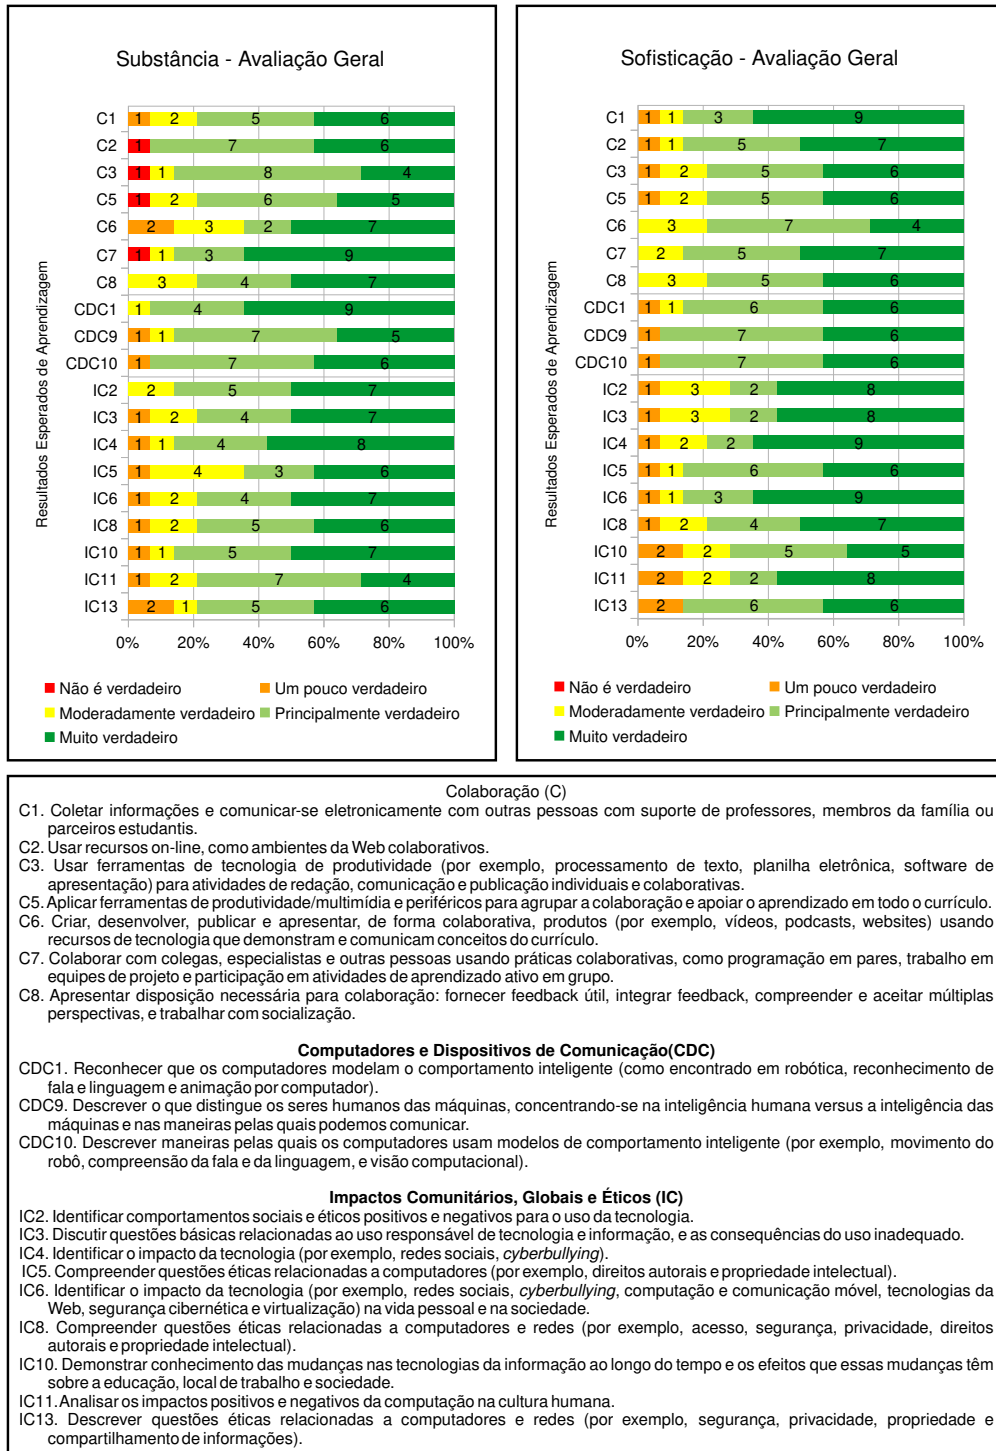 Substância - Avaliação Geral
Resultados Esperados de Aprendizagem
C1 1 2 5 6
C2 1 7 6
C3 1 1 8 4
C5 1 2 6 5
C6 2 3 2 7
C7 1 1 3 9
C8 3 4 7
CDC1 1 4 9
CDC9 1 1 7 5
CDC10 1 7 6
IC2 2 5 7
IC3 1 2 4 7
IC4 1 1 4 8
IC5 1 4 3 6
IC6 1 2 4 7
IC8 1 2 5 6
IC10 1 1 5 7
IC11 1 2 7 4
IC13 2 1 5 6
0% 20% 40% 60% 80% 100%
Não é verdadeiro Um pouco verdadeiro
Moderadamente verdadeiro Principalmente verdadeiro
Muito verdadeiro
Sofisticação - Avaliação Geral
Resultados Esperados de Aprendizagem
C1 1 1 3 9
C2 1 1 5 7
C3 1 2 5 6
C5 1 2 5 6
C6 3 7 4
C7 2 5 7
C8 3 5 6
CDC1 1 1 6 6
CDC9 1 7 6
CDC10 1 7 6
IC2 1 3 2 8
IC3 1 3 2 8
IC4 1 2 2 9
IC5 1 1 6 6
IC6 1 1 3 9
IC8 1 2 4 7
IC10 2 2 5 5
IC11 2 2 2 8
IC13 2 6 6
0% 20% 40% 60% 80% 100%
Não é verdadeiro Um pouco verdadeiro
Moderadamente verdadeiro Principalmente verdadeiro
Muito verdadeiro
Colaboração (C)
C1. Coletar informações e comunicar-se eletronicamente com outras pessoas com suporte de professores, membros da família ou
parceiros estudantis.
C2. Usar recursos on-line, como ambientes da Web colaborativos.
C3. Usar ferramentas de tecnologia de produtividade (por exemplo, processamento de texto, planilha eletrônica, software de
apresentação) para atividades de redação, comunicação e publicação individuais e colaborativas.
C5. Aplicar ferramentas de produtividade/multimídia e periféricos para agrupar a colaboração e apoiar o aprendizado em todo o currículo.
C6. Criar, desenvolver, publicar e apresentar, de forma colaborativa, produtos (por exemplo, vídeos, podcasts, websites) usando
recursos de tecnologia que demonstram e comunicam conceitos do currículo.
C7. Colaborar com colegas, especialistas e outras pessoas usando práticas colaborativas, como programação em pares, trabalho em
equipes de projeto e participação em atividades de aprendizado ativo em grupo.
C8. Apresentar disposição necessária para colaboração: fornecer feedback útil, integrar feedback, compreender e aceitar múltiplas
perspectivas, e trabalhar com socialização.
Computadores e Dispositivos de Comunicação(CDC)
CDC1. Reconhecer que os computadores modelam o comportamento inteligente (como encontrado em robótica, reconhecimento de
fala e linguagem e animação por computador).
CDC9. Descrever o que distingue os seres humanos das máquinas, concentrando-se na inteligência humana versus a inteligência das
máquinas e nas maneiras pelas quais podemos comunicar.
CDC10. Descrever maneiras pelas quais os computadores usam modelos de comportamento inteligente (por exemplo, movimento do
robô, compreensão da fala e da linguagem, e visão computacional).
Impactos Comunitários, Globais e Éticos (IC)
IC2. Identificar comportamentos sociais e éticos positivos e negativos para o uso da tecnologia.
IC3. Discutir questões básicas relacionadas ao uso responsável de tecnologia e informação, e as consequências do uso inadequado.
IC4. Identificar o impacto da tecnologia (por exemplo, redes sociais, cyberbullying).
IC5. Compreender questões éticas relacionadas a computadores (por exemplo, direitos autorais e propriedade intelectual).
IC6. Identificar o impacto da tecnologia (por exemplo, redes sociais, cyberbullying, computação e comunicação móvel, tecnologias da
Web, segurança cibernética e virtualização) na vida pessoal e na sociedade.
IC8. Compreender questões éticas relacionadas a computadores e redes (por exemplo, acesso, segurança, privacidade, direitos
autorais e propriedade intelectual).
IC10. Demonstrar conhecimento das mudanças nas tecnologias da informação ao longo do tempo e os efeitos que essas mudanças têm
sobre a educação, local de trabalho e sociedade.
IC11. Analisar os impactos positivos e negativos da computação na cultura humana.
IC13. Descrever questões éticas relacionadas a computadores e redes (por exemplo, segurança, privacidade, propriedade e
compartilhamento de informações).